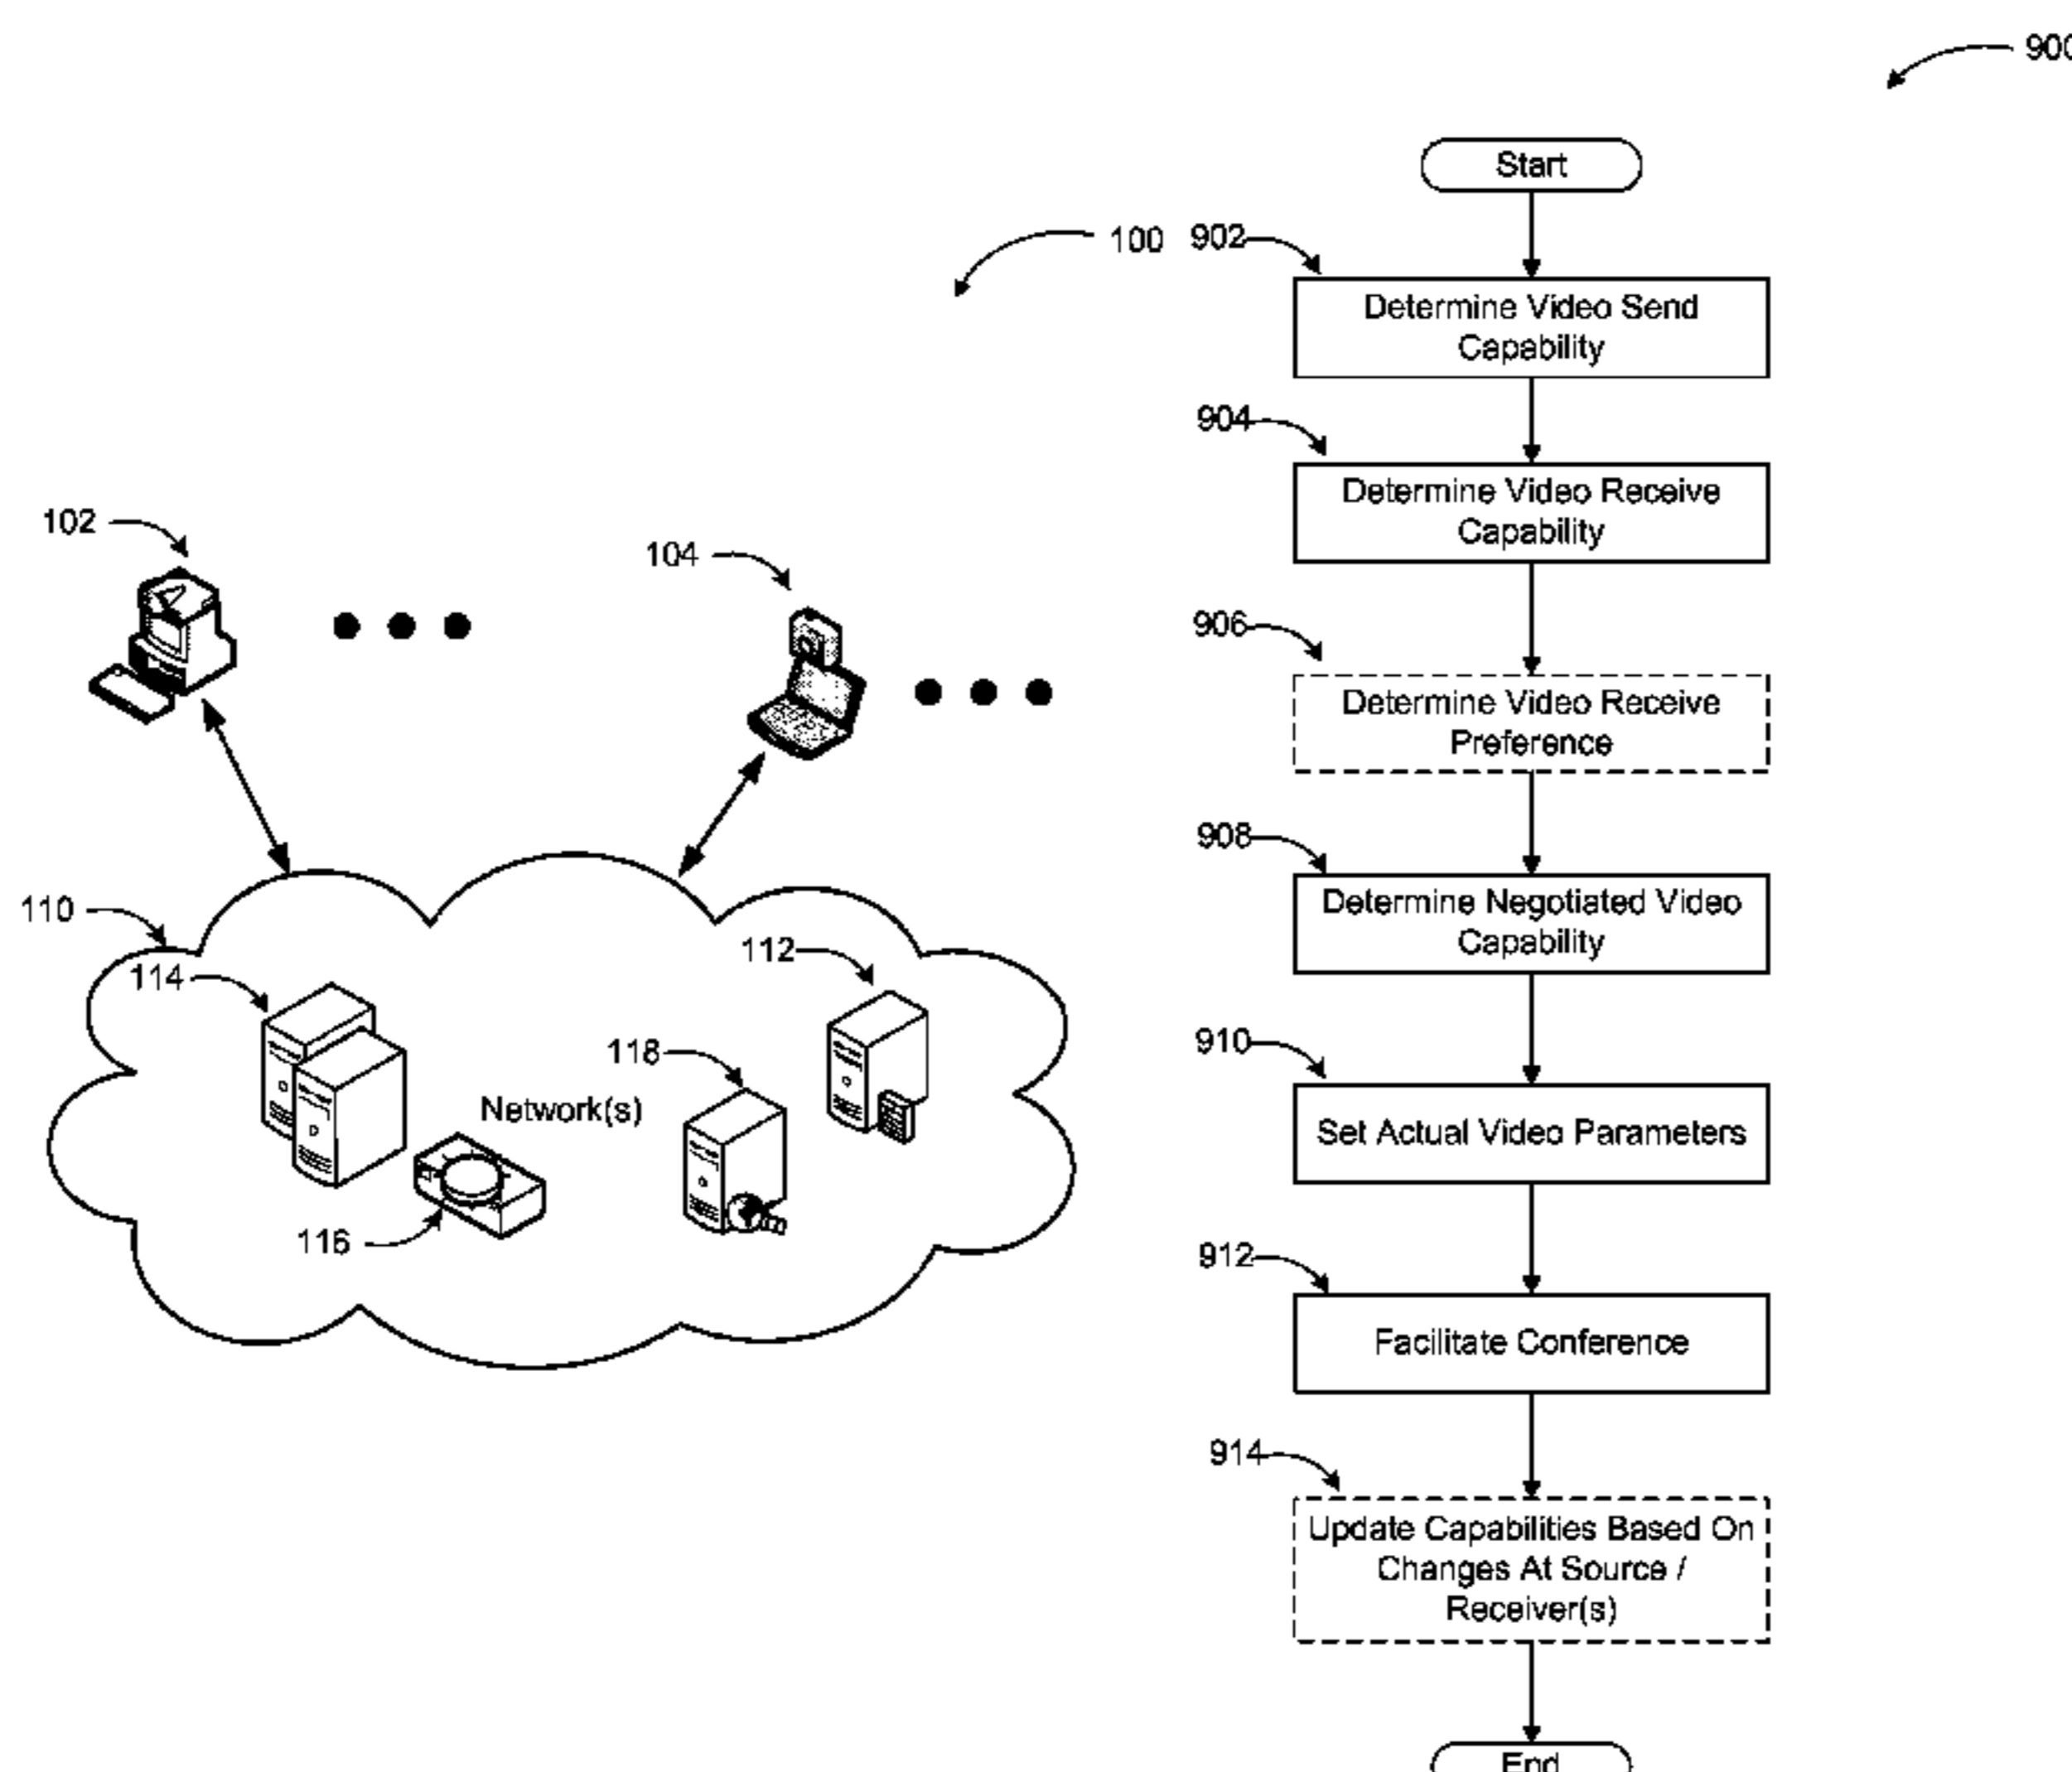 900
Start
100
902
Determine Video Send
Capability
904
Determine Video Receive
Capability
102
104
906
Determine Video Receive
Preference
908
Determine Negotiated Video
Capability
110
114
112
118
Network(s)
116
910
Set Actual Video Parameters
912
Facilitate Conference
914
Update Capabilities Based On
Changes At Source /
Receiver(s)
End